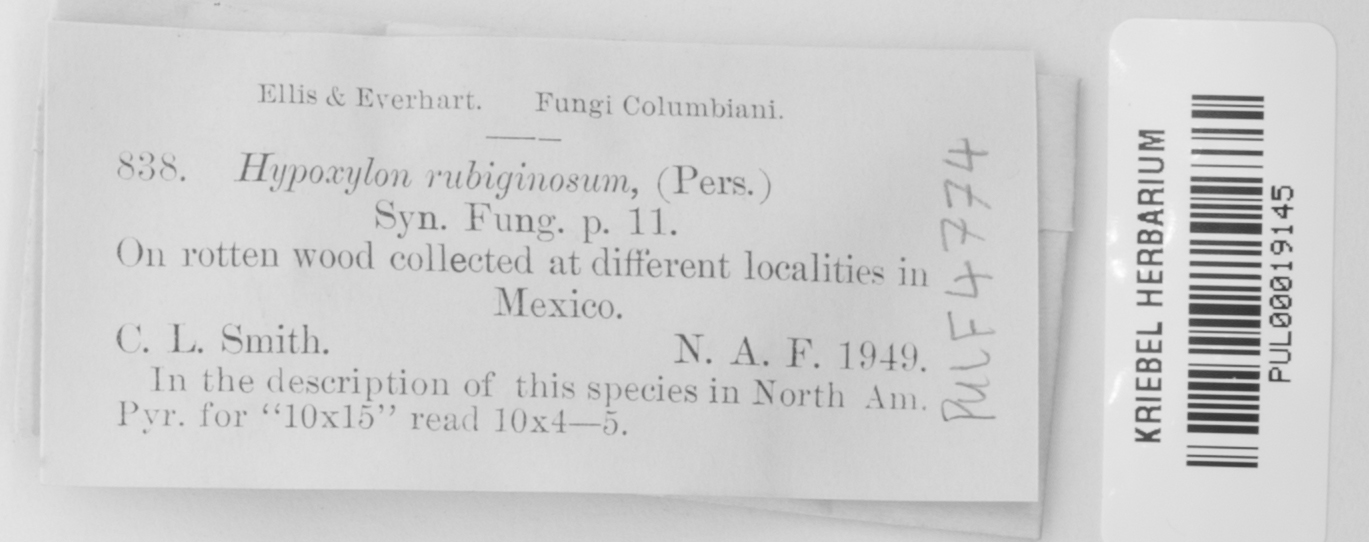 Ellis & Everhart. Fungi Columbiani.
838. Hypoxylon rubiginosum, (Pers.)
Syn. Fung. p. 11.
On rotten wood collected at different localities in
Mexico.
C. L. Smith. N. A. F. 1949.
In the description of this species in North Am.
Pyr. for “10x15” read 10x4—5.
PUL F 4774
KRIEBEL HERBARIUM
PUL00019145